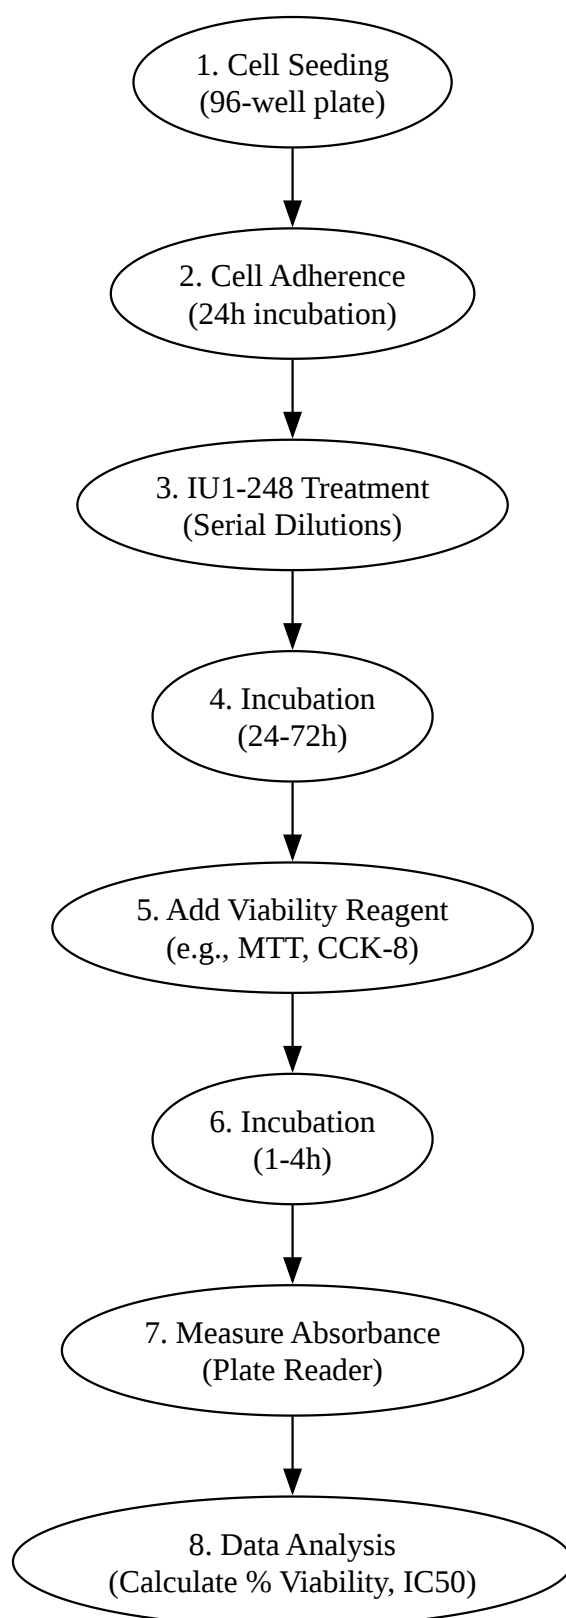 1. Cell Seeding
(96-well plate)
2. Cell Adherence
(24h incubation)
3. IU1-248 Treatment
(Serial Dilutions)
4. Incubation
(24-72h)
5. Add Viability Reagent
(e.g., MTT, CCK-8)
6. Incubation
(1-4h)
7. Measure Absorbance
(Plate Reader)
8. Data Analysis
(Calculate % Viability, IC50)